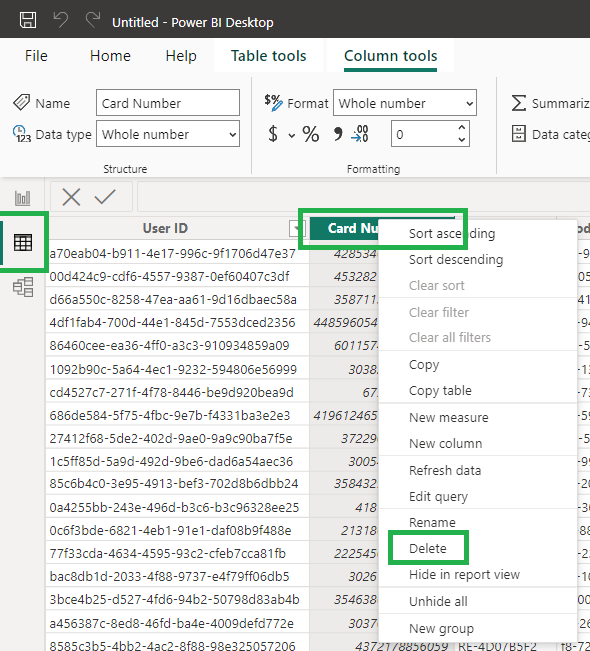 Untitled - Power BI Desktop
File Home Help Table tools Column tools
Name Card Number $% Format Whole number Σ Summariz
Data type Whole number $ % 9 .00 0 Data cate
Structure Formatting
User ID Card Nu
a70eab04-b911-4e17-996c-9f1706d47e37 428534 Sort ascending
00d424c9-cdf6-4557-9387-0ef60407c3df 453282 Sort descending
d66a550c-8258-47ea-aa61-9d16dbaec58a 358711 Clear sort
4df1fab4-700d-44e1-845d-7553dced2356 448596054 Clear filter
86460cee-ea36-4ff0-a3c3-910934859a09 601157 Clear all filters
1092b90c-5a64-4ec1-9232-594806e56999 3038 Copy
cd4527c7-271f-4f78-8446-be9d920bea9d 67 Copy table
686de584-5f75-4fbc-9e7b-f4331ba3e2e3 419612465 New measure
27412f68-5de2-402d-9ae0-9a9c90ba7f5e 37229 New column
1c5ff85d-5a9d-492d-9be6-dad6a54aec36 3005 Refresh data
85c6b4c0-3e95-4913-bef3-702d8b6dbb24 358432 Edit query
0a4255bb-243e-496d-b3c6-b3c96328ee25 418
0c6f3bde-6821-4eb1-91e1-daf08b9f488e 21318 Rename
77f33cda-4634-4595-93c2-cfeb7cca81fb 222545 Delete
bac8db1d-2033-4f88-9737-e4f79ff06db5 3026 Hide in report view
3bce4b25-d527-4fd6-94b2-50798d83ab4b 354638 Unhide all
a456387c-8ed8-46fd-ba4e-4009defd772e 3037 New group
8585c3b5-4bb2-4ac2-8f88-98e325057206 4372178856059 RE-4D07B5F2 f8-72